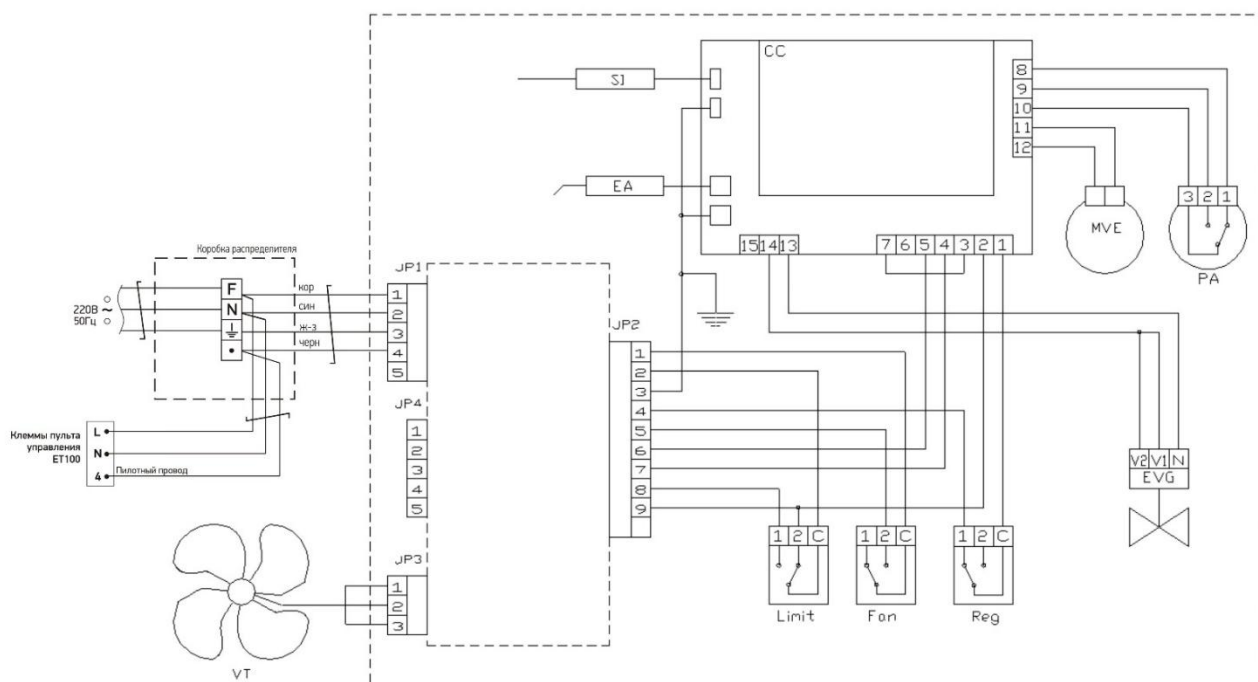 CC
SI
EA
8
9
10
11
12
15 14 13
7 6 5 4 3 2 1
MVE
3 2 1
PA
Коробка распределителя
220В ~
50Гц
F
N
•
кор
син
ж-з
черн
JP1
1
2
3
4
5
JP4
1
2
3
4
5
JP3
1
2
3
JP2
1
2
3
4
5
6
7
8
9
Клеммы пульта
управления
ET100
L
N
4
Пилотный провод
VT
1 2 C
Limit
1 2 C
Fan
1 2 C
Reg
V2 V1 N
EVG